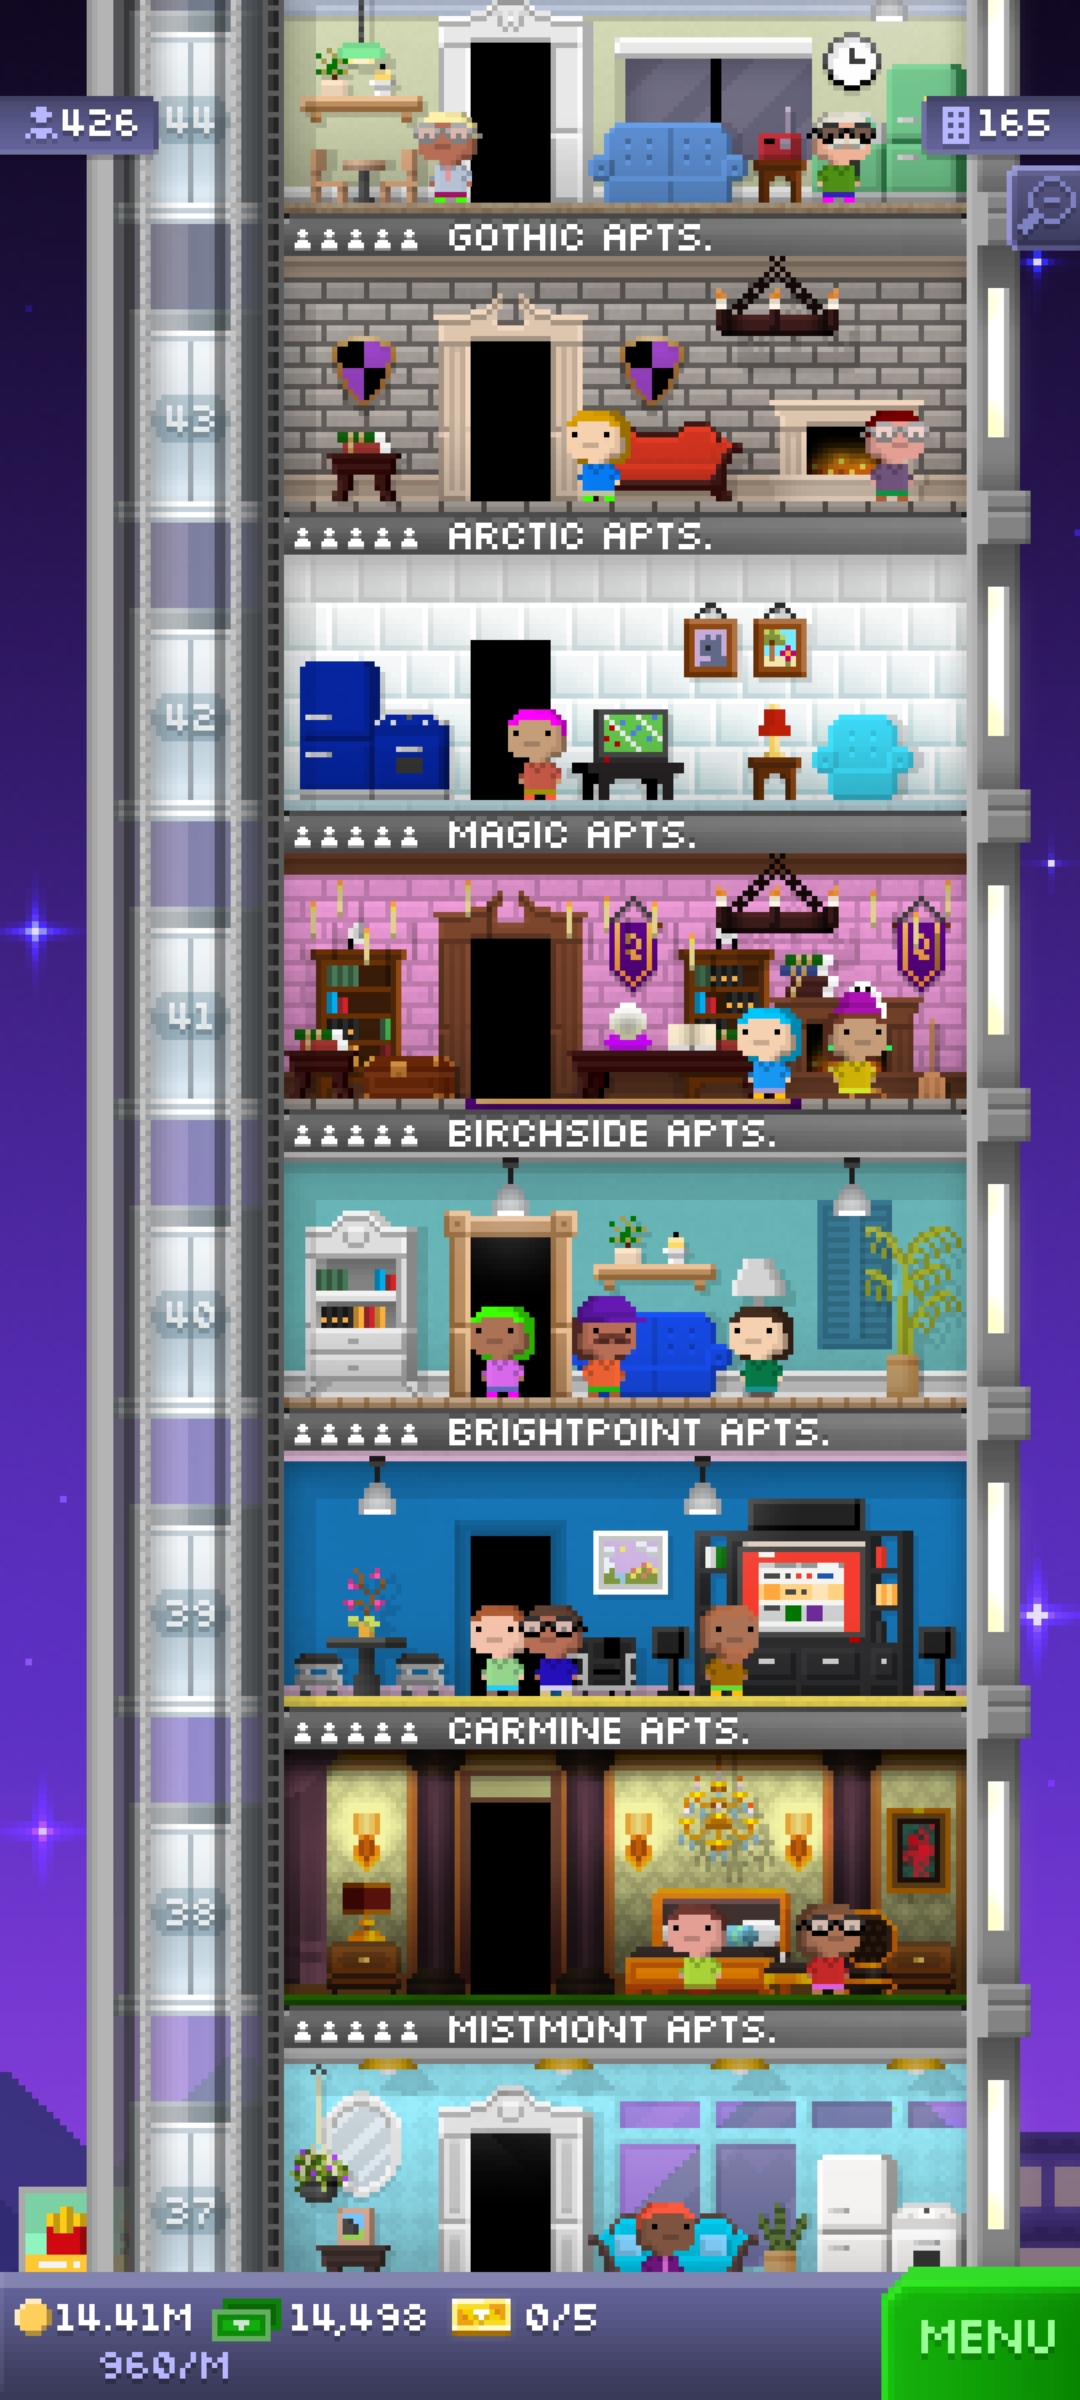 426
44
165
GOTHIC APTS.
43
ARCTIC APTS.
42
MAGIC APTS.
41
BIRCHSIDE APTS.
40
BRIGHTPOINT APTS.
39
CARMINE APTS.
38
MISTMONT APTS.
37
14.41M 14,498 0/5
960/M
MENU